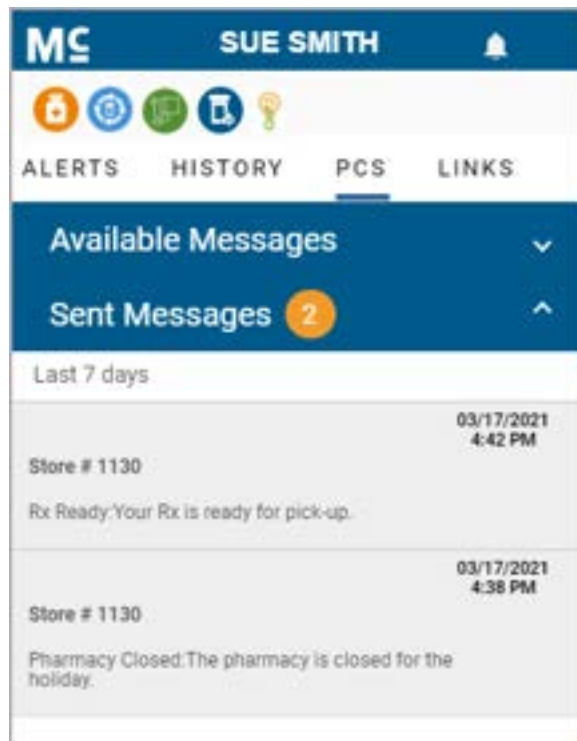 Mc SUE SMITH
ALERTS HISTORY PCS LINKS
Available Messages
Sent Messages 2
Last 7 days
03/17/2021
4:42 PM
Store # 1130
Rx Ready:Your Rx is ready for pick-up.
03/17/2021
4:38 PM
Store # 1130
Pharmacy Closed:The pharmacy is closed for the
holiday.